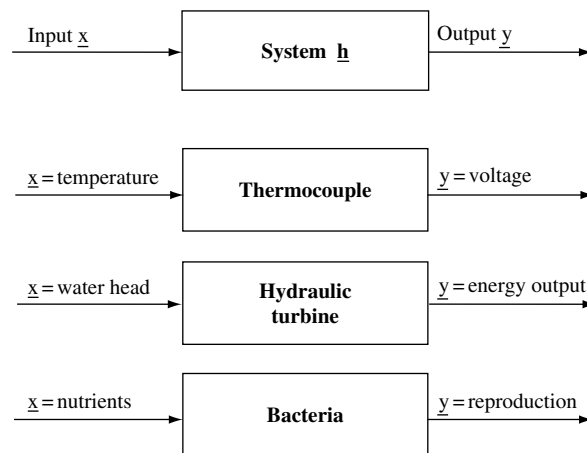 Input x
System h
Output y
x = temperature
Thermocouple
y = voltage
x = water head
Hydraulic
turbine
y = energy output
x = nutrients
Bacteria
y = reproduction